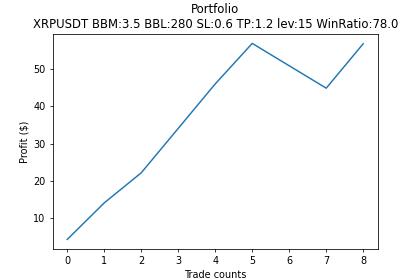 Portfolio
XRPUSDT BBM:3.5 BBL:280 SL:0.6 TP:1.2 lev:15 WinRatio:78.0
50
40
30
20
10
Profit ($)
0 1 2 3 4 5 6 7 8
Trade counts